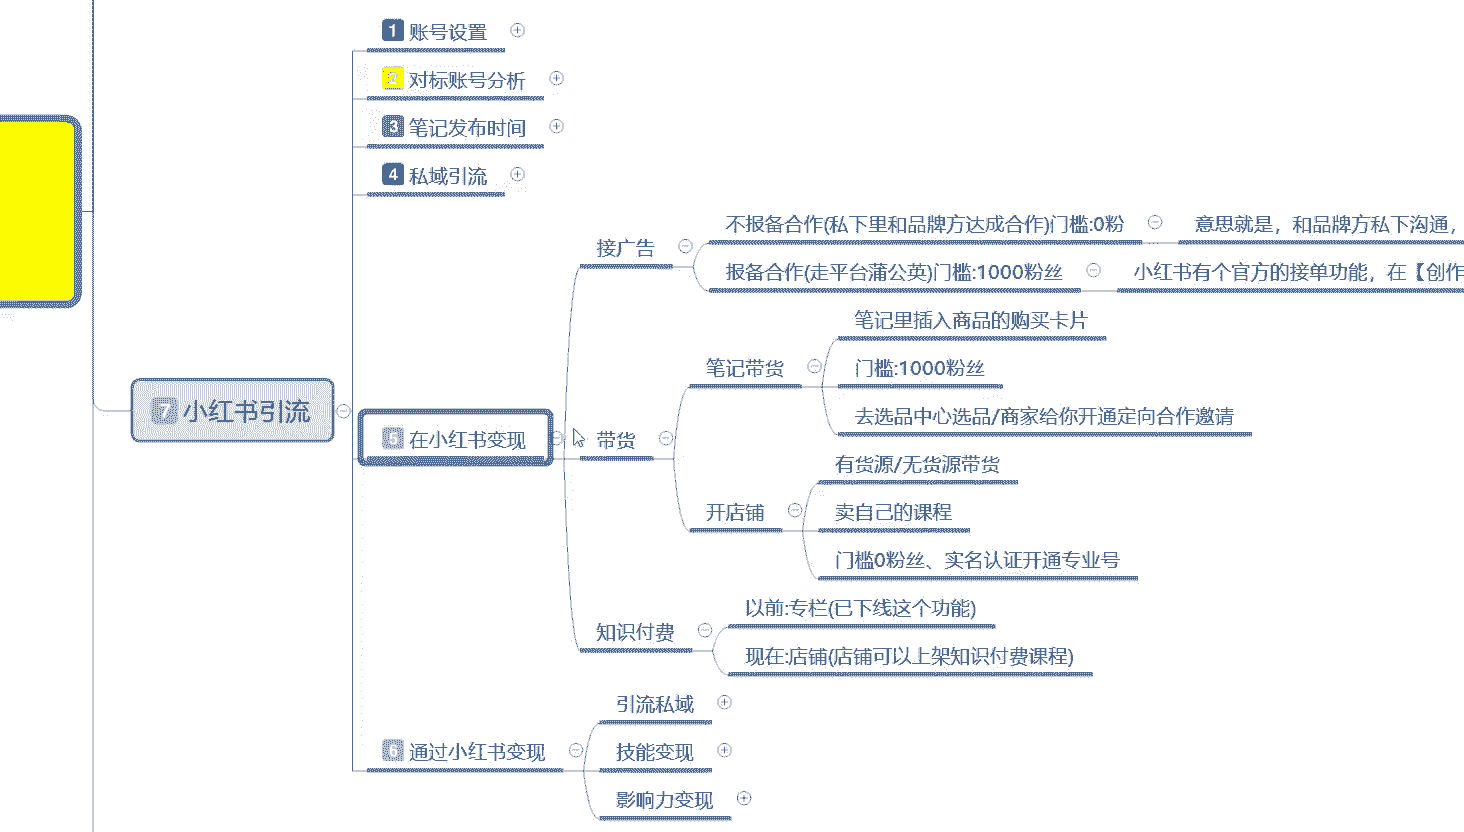 1 账号设置
2 对标账号分析
3 笔记发布时间
4 私域引流
不报备合作(私下里和品牌方达成合作)门槛:0粉
意思就是，和品牌方私下沟通，
接广告
报备合作(走平台蒲公英)门槛:1000粉丝
小红书有个官方的接单功能，在【创作
笔记里插入商品的购买卡片
笔记带货
门槛:1000粉丝
7 小红书引流
去选品中心选品/商家给你开通定向合作邀请
5 在小红书变现
带货
有货源/无货源带货
开店铺
卖自己的课程
门槛0粉丝、实名认证开通专业号
以前:专栏(已下线这个功能)
知识付费
现在:店铺(店铺可以上架知识付费课程)
引流私域
6 通过小红书变现
技能变现
影响力变现